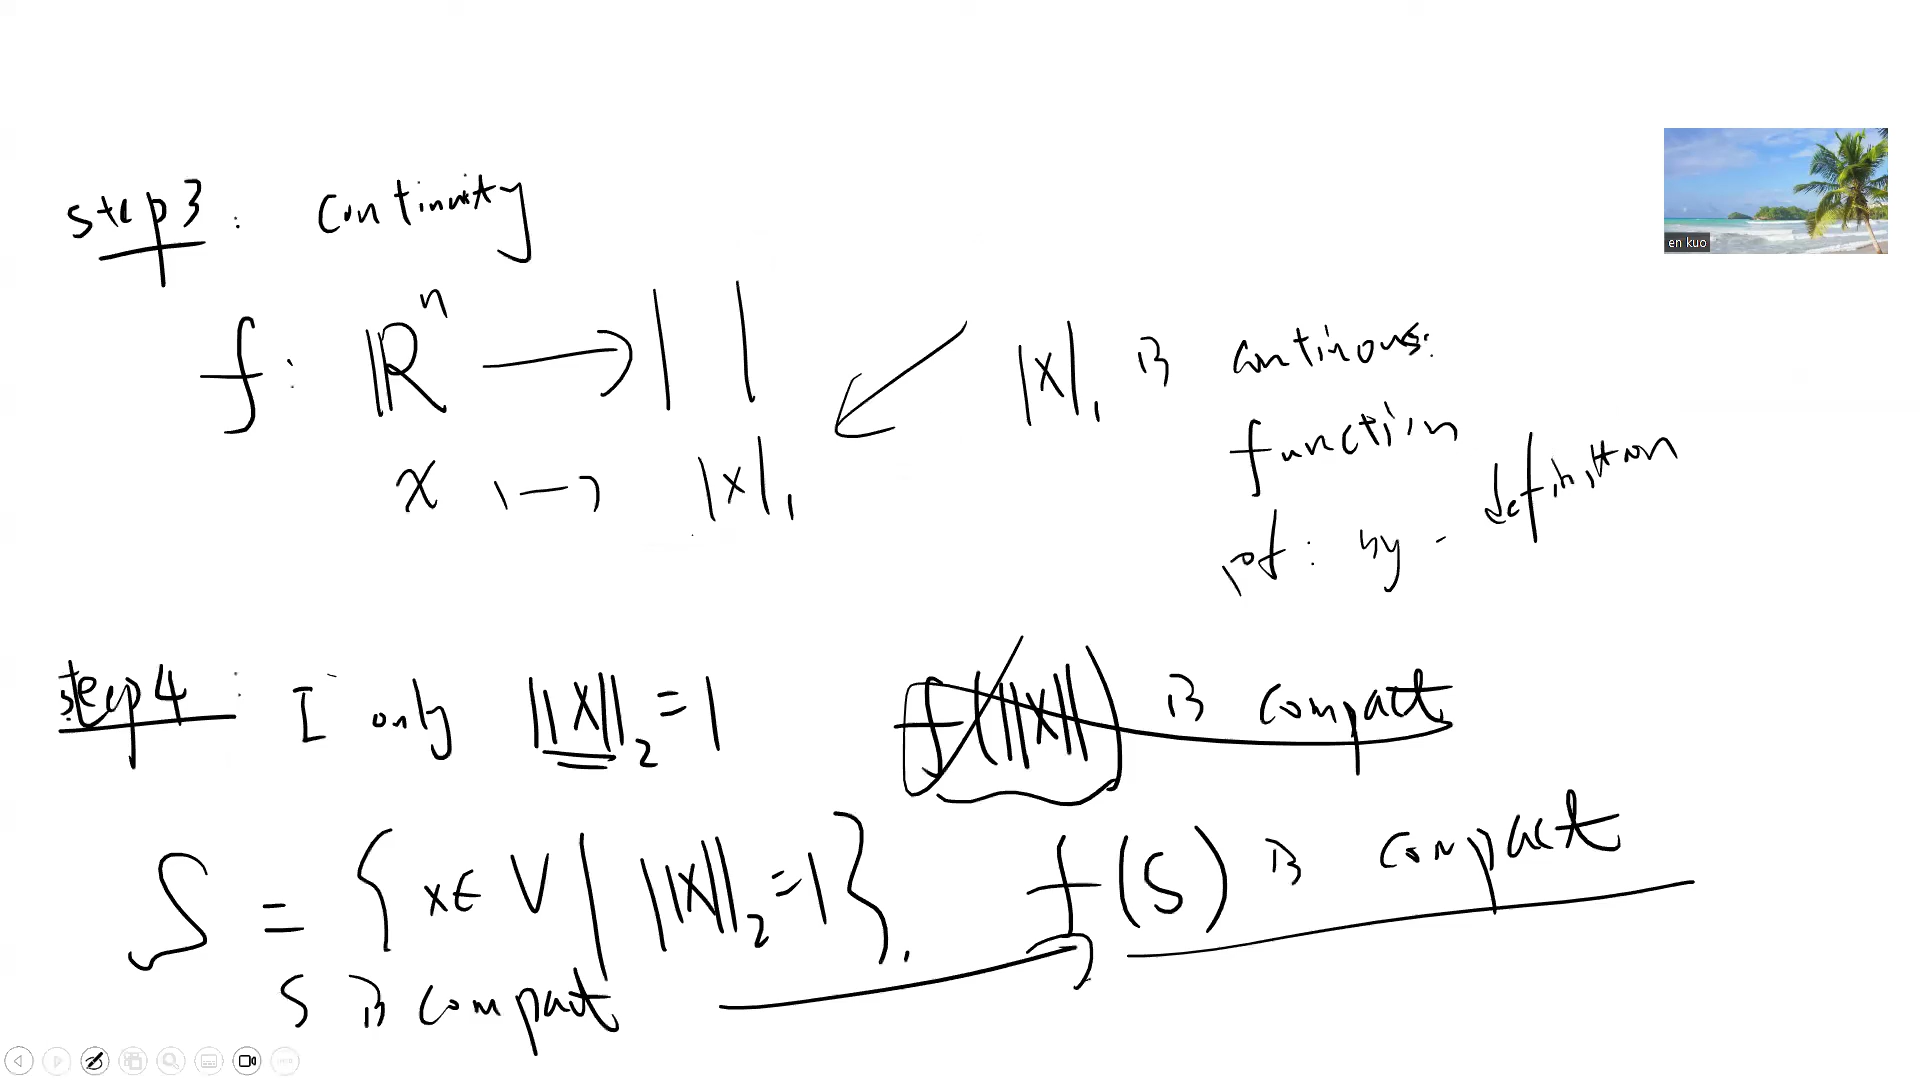 step3: Continuity
f: ℝⁿ ⟶ | |
x ↦ |x|₁
|x|₁ is continous.
function
pf: by - definition
en kuo
step4: I only ||x||₂ = 1
f(||x||) is compact
S = {x ∈ V | ||x||₂ = 1}. f(S) is compact
S is compact